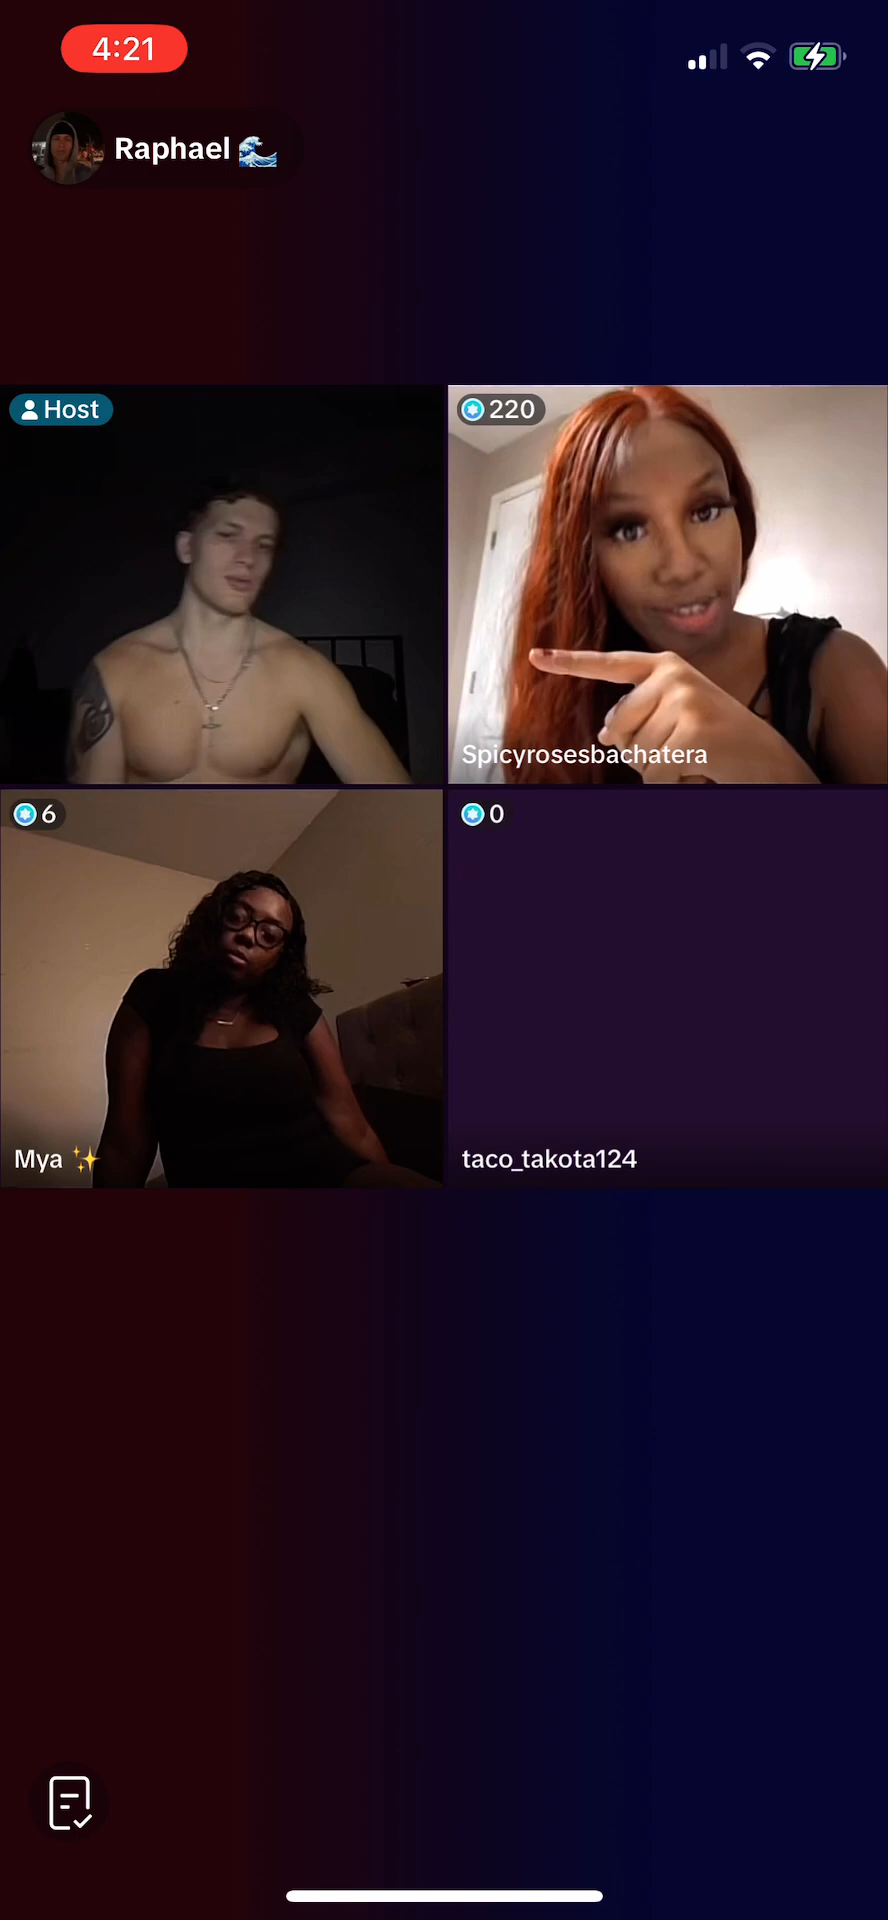 4:21
Raphael 🌊
Host
220
Spicyrosesbachatera
6
0
Mya ✨
taco_takota124